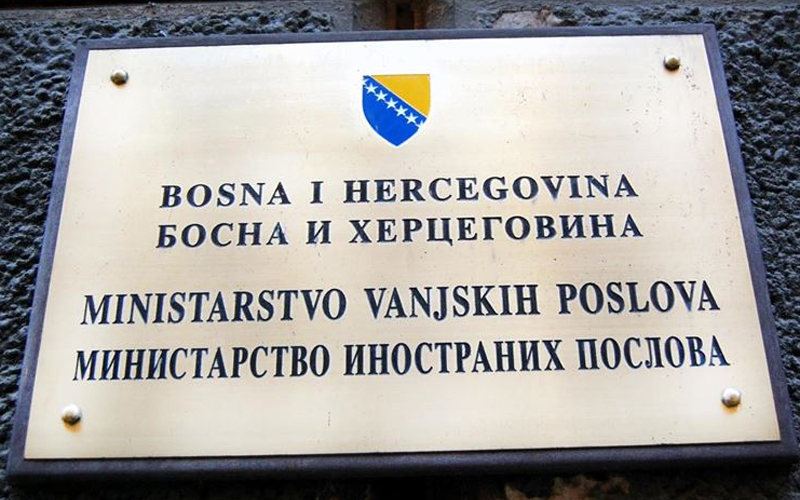 BOSNA I HERCEGOVINA
БОСНА И ХЕРЦЕГОВИНА
MINISTARSTVO VANJSKIH POSLOVA
МИНИСТАРСТВО ИНОСТРАНИХ ПОСЛОВА